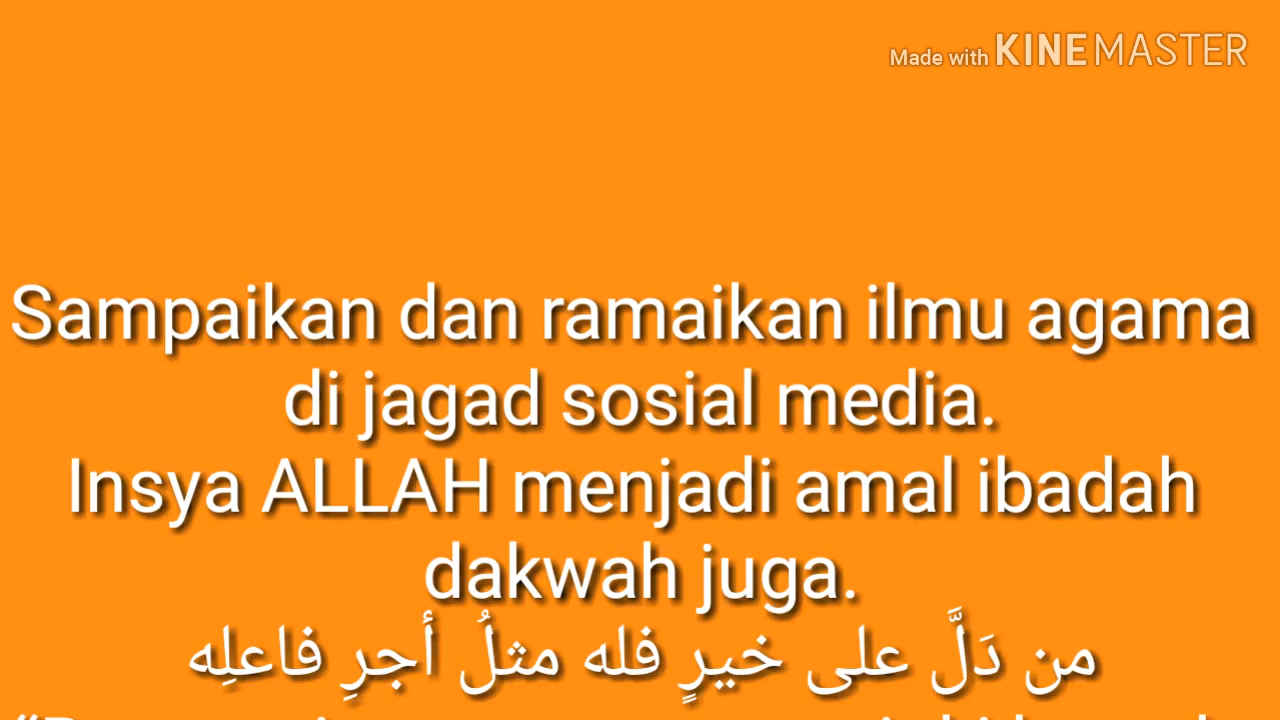 Made with KINEMASTER
Sampaikan dan ramaikan ilmu agama
di jagad sosial media.
Insya ALLAH menjadi amal ibadah
dakwah juga.
من دَلَّ على خيرٍ فله مثلُ أجرِ فاعلِه